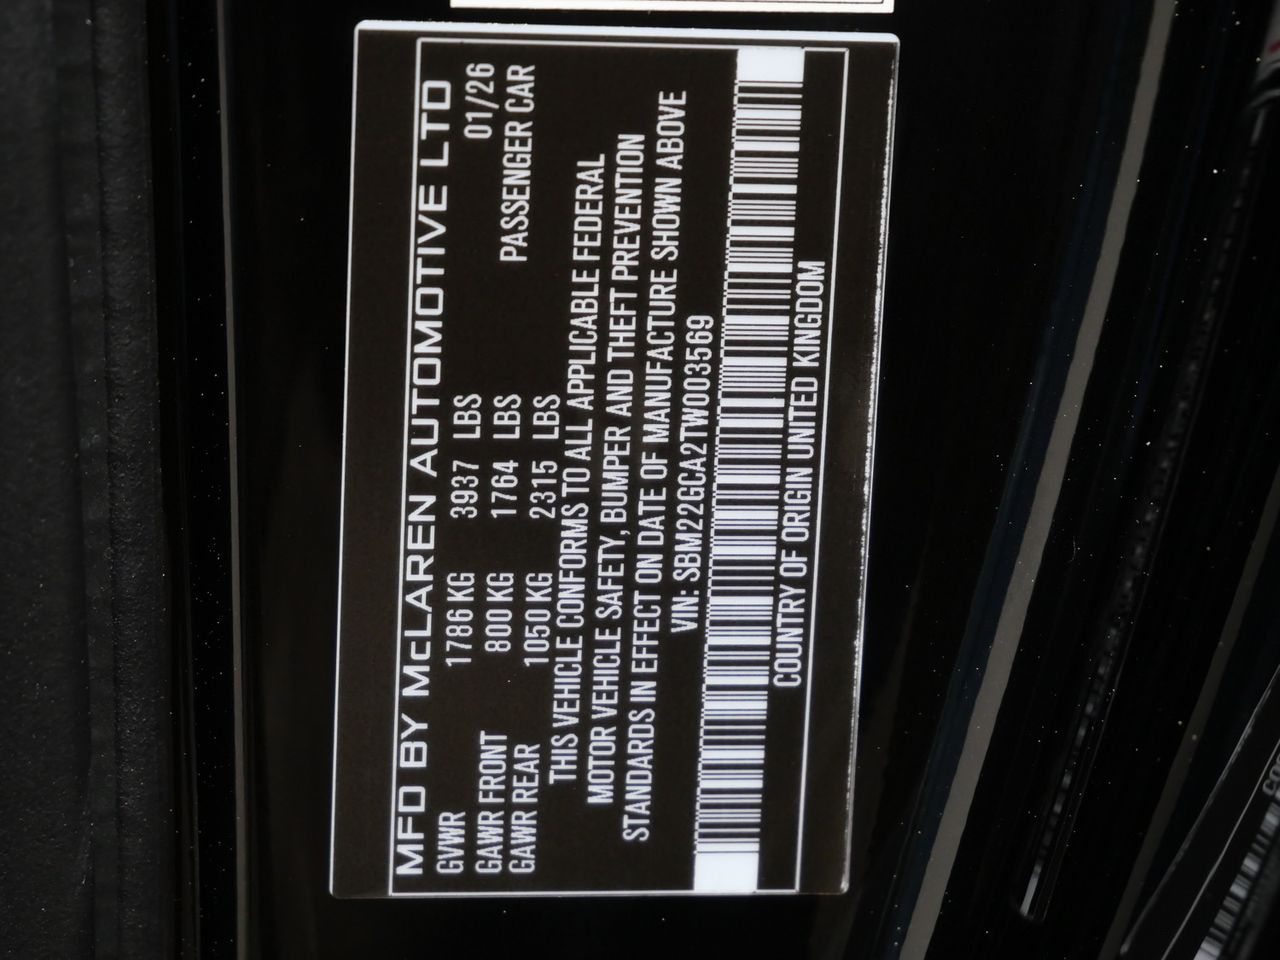 MFD BY McLAREN AUTOMOTIVE LTD
GVWR 1786 KG 3937 LBS 01/26
GAWR FRONT 800 KG 1764 LBS PASSENGER CAR
GAWR REAR 1050 KG 2315 LBS
THIS VEHICLE CONFORMS TO ALL APPLICABLE FEDERAL
MOTOR VEHICLE SAFETY, BUMPER AND THEFT PREVENTION
STANDARDS IN EFFECT ON DATE OF MANUFACTURE SHOWN ABOVE
VIN: SBM22GCA2TW003569
COUNTRY OF ORIGIN UNITED KINGDOM